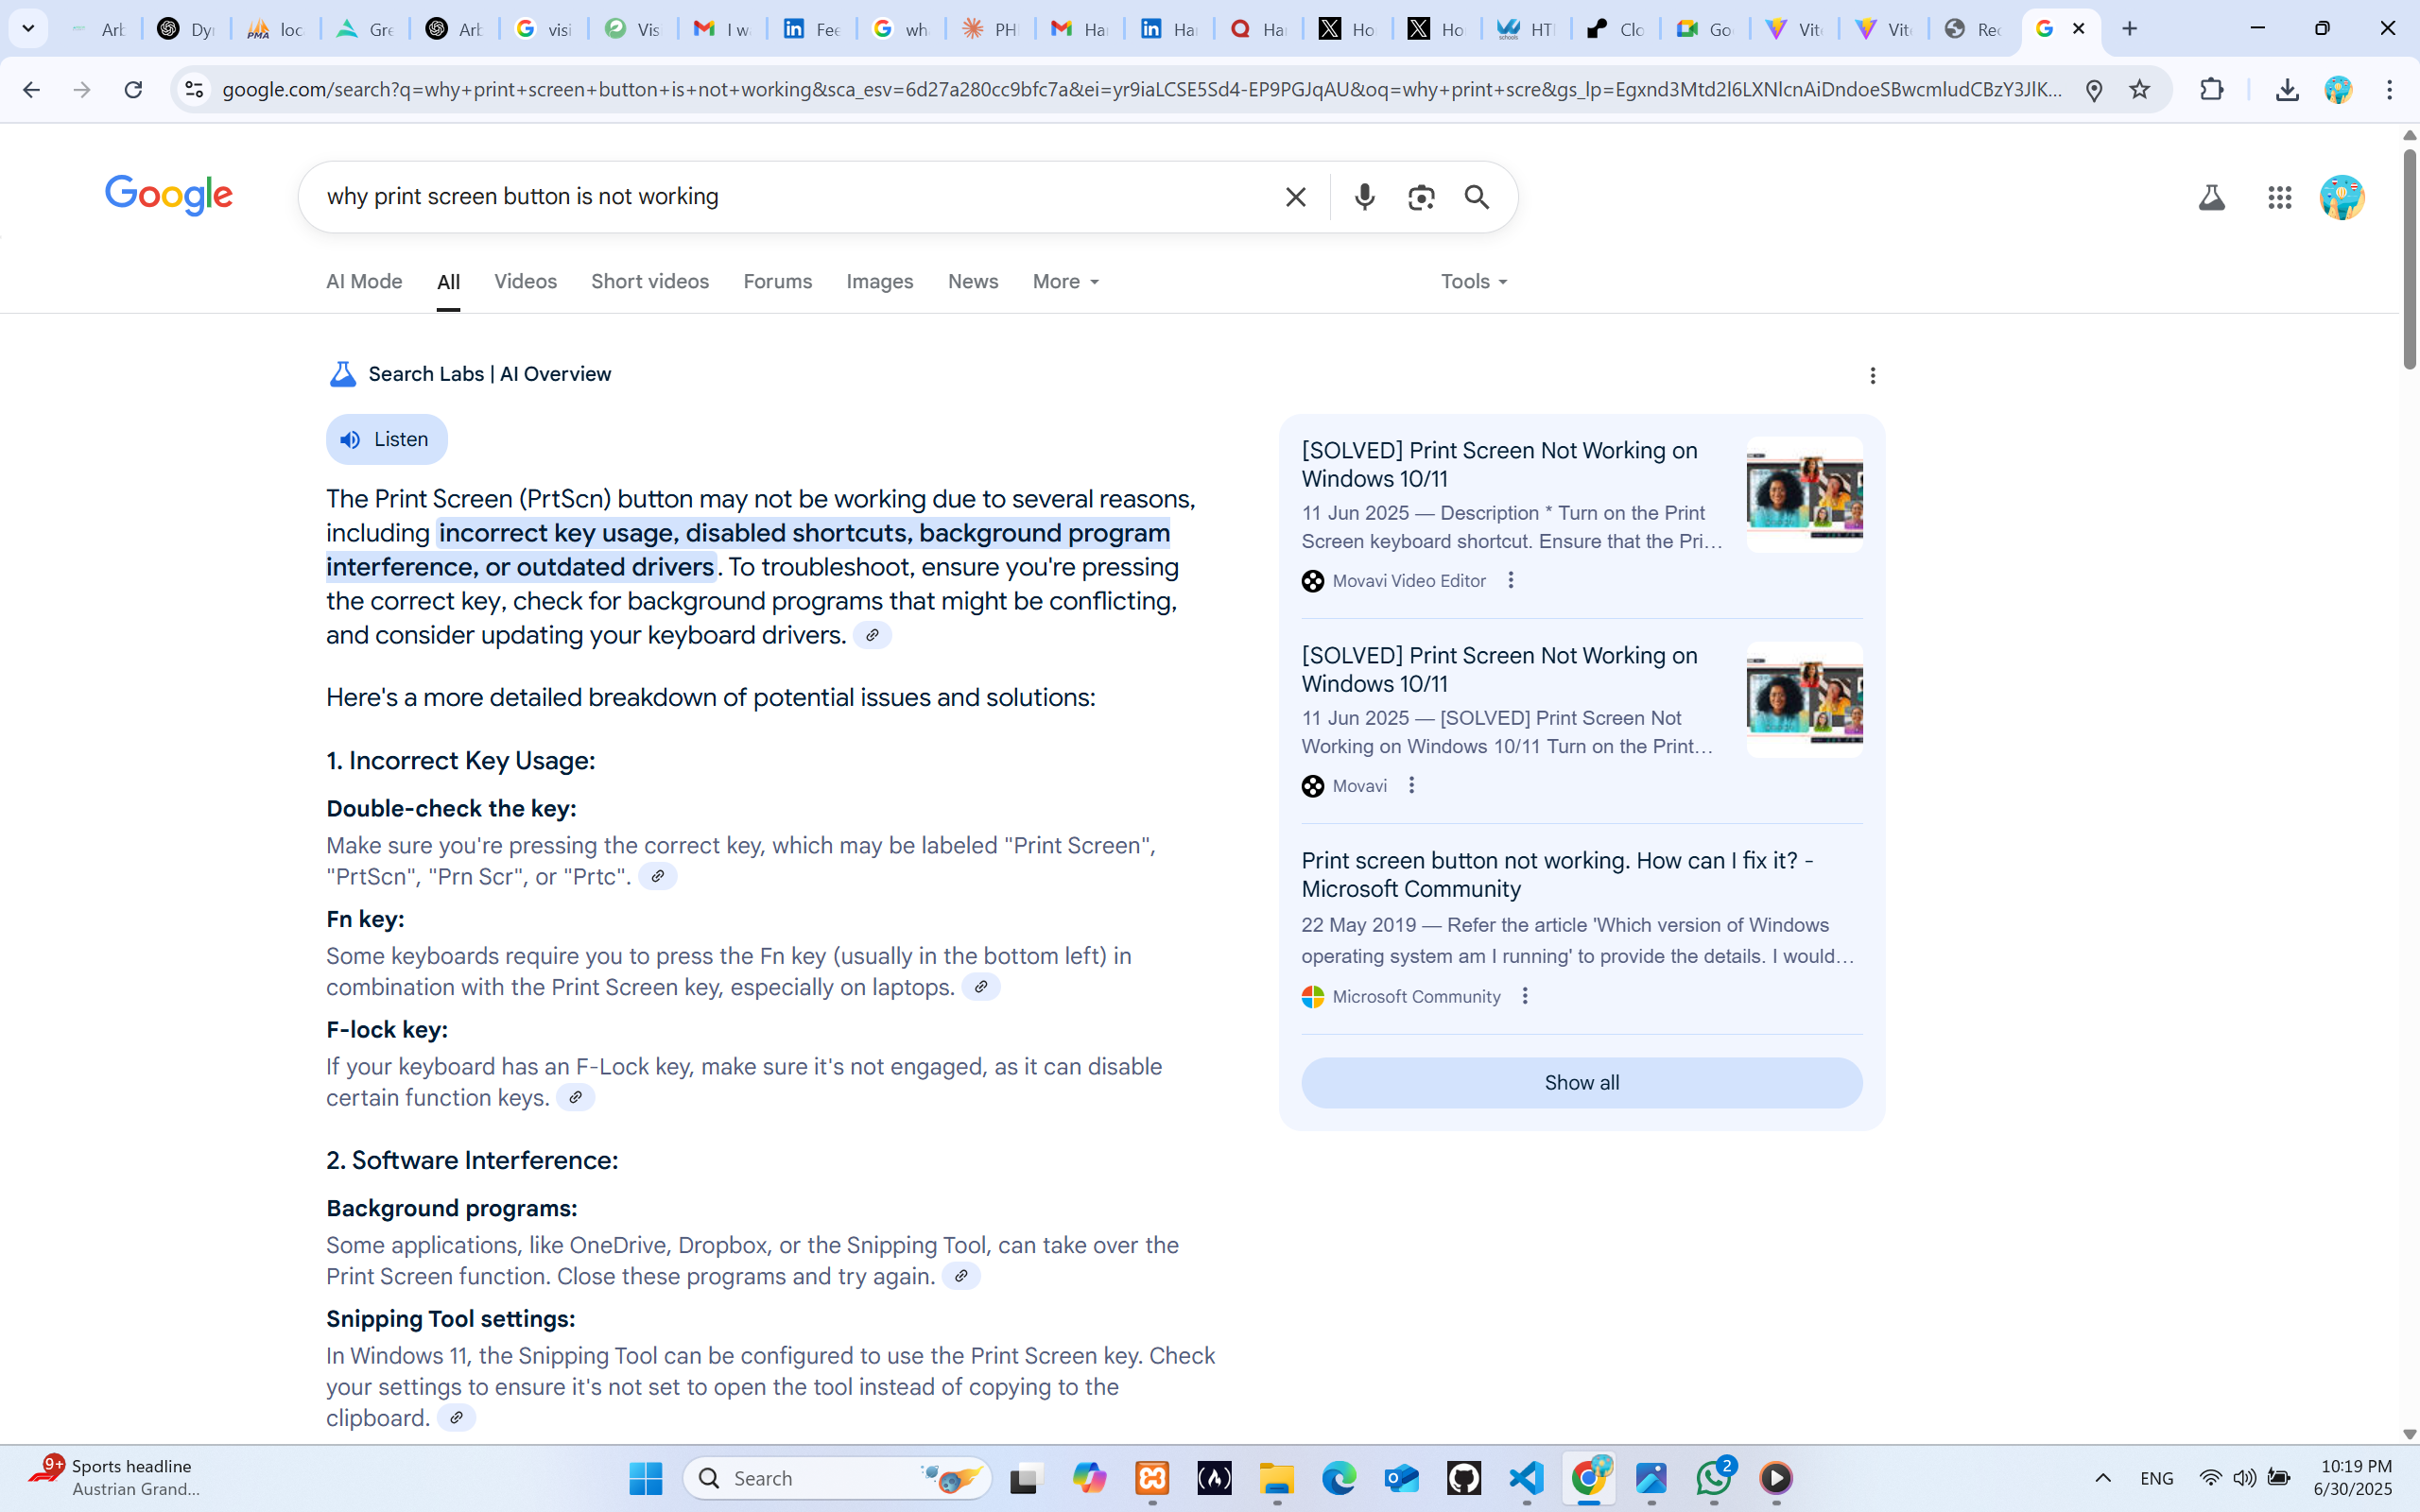 Arb
Dyn
PMA loc
Gre
Arb
visi
Vis
I w
Fee
wh
PH
Har
Har
Ha
Ho
Ho
HT
Clo
Go
Vite
Vite
Rec
google.com/search?q=why+print+screen+button+is+not+working&sca_esv=6d27a280cc9bfc7a&ei=yr9iaLCSE5Sd4-EP9PGJqAU&oq=why+print+scre&gs_lp=Egxnd3Mtd2l6LXNlcnAiDndoeSBwcmludCBzY3JlK...
Google
why print screen button is not working
AI Mode All Videos Short videos Forums Images News More Tools
Search Labs | AI Overview
Listen
The Print Screen (PrtScn) button may not be working due to several reasons,
including incorrect key usage, disabled shortcuts, background program
interference, or outdated drivers. To troubleshoot, ensure you're pressing
the correct key, check for background programs that might be conflicting,
and consider updating your keyboard drivers.
Here's a more detailed breakdown of potential issues and solutions:
1. Incorrect Key Usage:
Double-check the key:
Make sure you're pressing the correct key, which may be labeled "Print Screen",
"PrtScn", "Prn Scr", or "Prtc".
Fn key:
Some keyboards require you to press the Fn key (usually in the bottom left) in
combination with the Print Screen key, especially on laptops.
F-lock key:
If your keyboard has an F-Lock key, make sure it's not engaged, as it can disable
certain function keys.
2. Software Interference:
Background programs:
Some applications, like OneDrive, Dropbox, or the Snipping Tool, can take over the
Print Screen function. Close these programs and try again.
Snipping Tool settings:
In Windows 11, the Snipping Tool can be configured to use the Print Screen key. Check
your settings to ensure it's not set to open the tool instead of copying to the
clipboard.
[SOLVED] Print Screen Not Working on
Windows 10/11
11 Jun 2025 — Description * Turn on the Print
Screen keyboard shortcut. Ensure that the Pri...
Movavi Video Editor
[SOLVED] Print Screen Not Working on
Windows 10/11
11 Jun 2025 — [SOLVED] Print Screen Not
Working on Windows 10/11 Turn on the Print...
Movavi
Print screen button not working. How can I fix it? -
Microsoft Community
22 May 2019 — Refer the article 'Which version of Windows
operating system am I running' to provide the details. I would...
Microsoft Community
Show all
9+
Sports headline
Austrian Grand...
Search
2
ENG
10:19 PM
6/30/2025